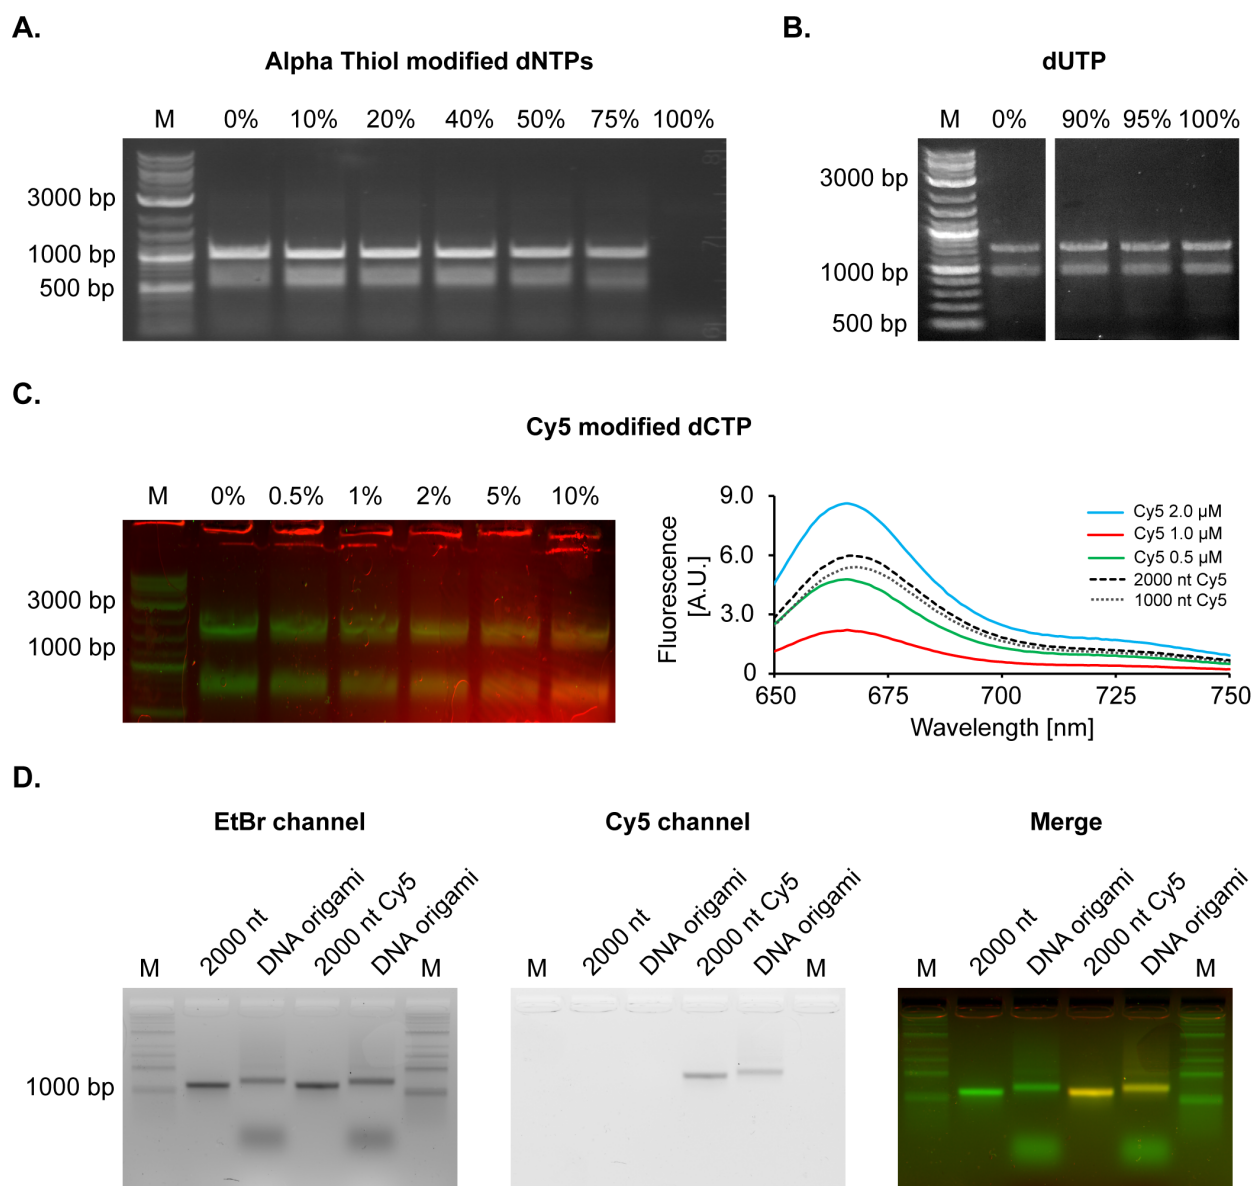 A.
Alpha Thiol modified dNTPs
M 0% 10% 20% 40% 50% 75% 100%
3000 bp
1000 bp
500 bp
B.
dUTP
M 0% 90% 95% 100%
3000 bp
1000 bp
500 bp
C.
Cy5 modified dCTP
M 0% 0.5% 1% 2% 5% 10%
3000 bp
1000 bp
Fluorescence
[A.U.]
9.0
6.0
3.0
0
650 675 700 725 750
Wavelength [nm]
Cy5 2.0 µM
Cy5 1.0 µM
Cy5 0.5 µM
2000 nt Cy5
1000 nt Cy5
D.
EtBr channel
M
2000 nt
DNA origami
2000 nt Cy5
DNA origami
M
1000 bp
Cy5 channel
M
2000 nt
DNA origami
2000 nt Cy5
DNA origami
M
Merge
M
2000 nt
DNA origami
2000 nt Cy5
DNA origami
M